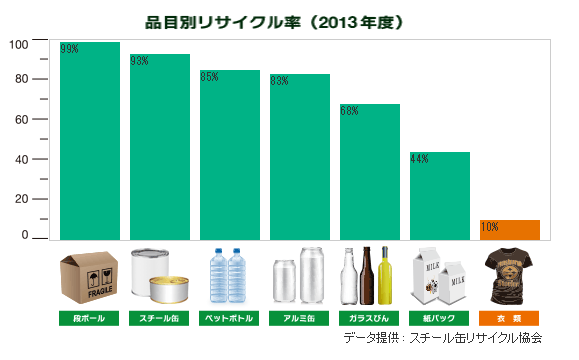 品目別リサイクル率（2013年度）
100
80
60
40
20
0
99%
93%
85%
83%
68%
44%
10%
FRAGILE
MILK
MILK
段ボール
スチール缶
ペットボトル
アルミ缶
ガラスびん
紙パック
衣 類
データ提供：スチール缶リサイクル協会